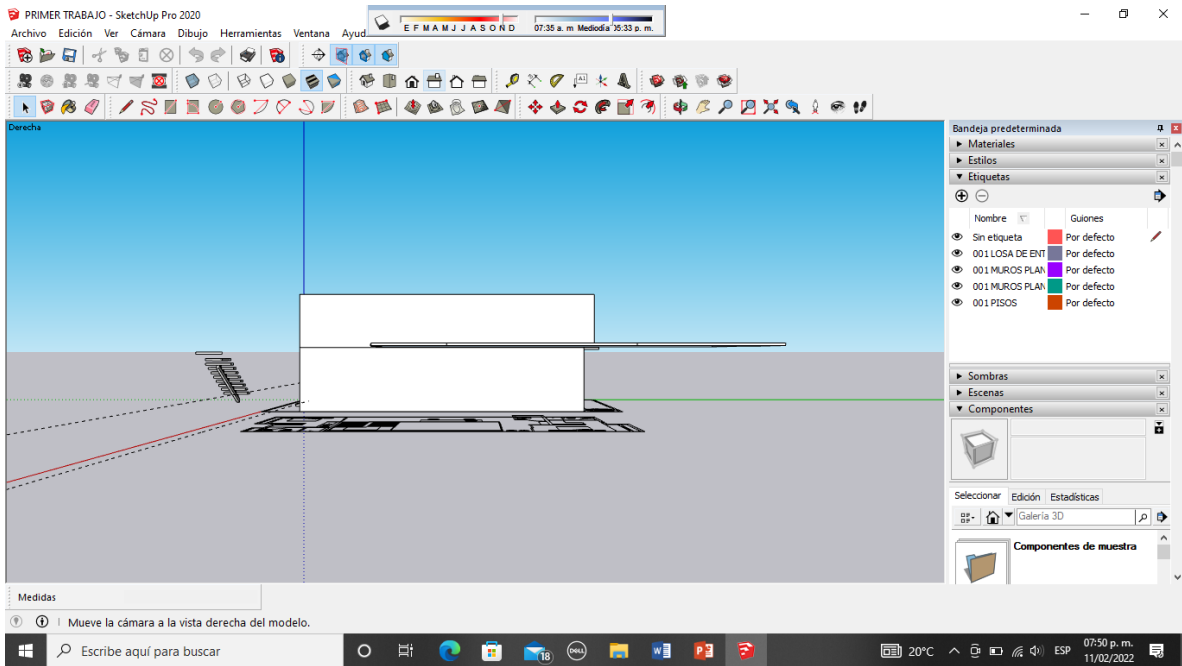 PRIMER TRABAJO - SketchUp Pro 2020
Archivo Edición Ver Cámara Dibujo Herramientas Ventana Ayud
E F M A M J J A S O N D
07:35 a. m Mediodía 05:33 p. m.
Derecha
Bandeja predeterminada
Materiales
Estilos
Etiquetas
Nombre Guiones
Sin etiqueta Por defecto
001 LOSA DE ENT Por defecto
001 MUROS PLAN Por defecto
001 MUROS PLAN Por defecto
001 PISOS Por defecto
Sombras
Escenas
Componentes
Seleccionar Edición Estadísticas
Galería 3D
Componentes de muestra
Medidas
Mueve la cámara a la vista derecha del modelo.
Escribe aquí para buscar
18
DELL
20°C
ESP
07:50 p. m.
11/02/2022